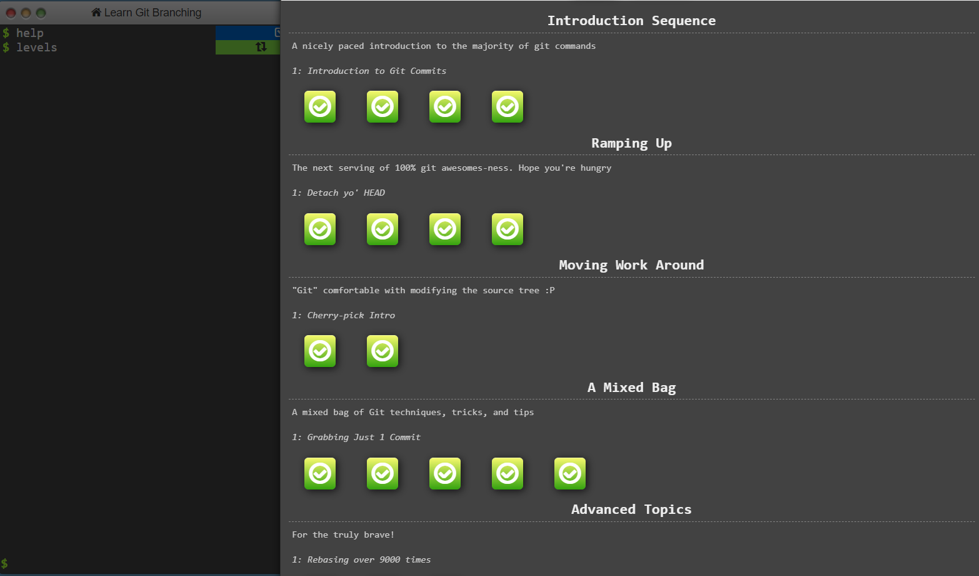 Learn Git Branching
$ help
$ levels
$
Introduction Sequence
A nicely paced introduction to the majority of git commands
1: Introduction to Git Commits
Ramping Up
The next serving of 100% git awesomes-ness. Hope you're hungry
1: Detach yo' HEAD
Moving Work Around
"Git" comfortable with modifying the source tree :P
1: Cherry-pick Intro
A Mixed Bag
A mixed bag of Git techniques, tricks, and tips
1: Grabbing Just 1 Commit
Advanced Topics
For the truly brave!
1: Rebasing over 9000 times